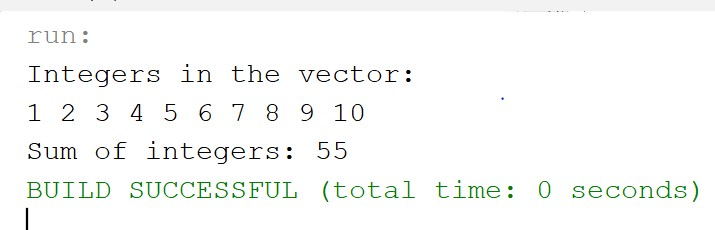 run:
Integers in the vector:
1 2 3 4 5 6 7 8 9 10
Sum of integers: 55
BUILD SUCCESSFUL (total time: 0 seconds)